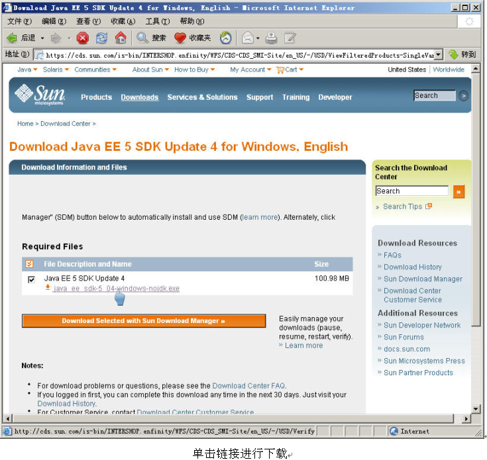 Download Java EE 5 SDK Update 4 for Windows, English - Microsoft Internet Explorer
文件(F) 编辑(E) 查看(V) 收藏(A) 工具(T) 帮助(H)
后退 搜索 收藏夹
地址(D) https://cds.sun.com/is-bin/INTERSHOP.enfinity/WFS/CDS-CDS_SMI-Site/en_US/-/USD/ViewFilteredProducts-SingleVar 转到
Java Solaris Communities About Sun How to Buy My Account Cart United States | Worldwide
Sun microsystems Products Downloads Services & Solutions Support Training Developer Search
Home > Download Center >
Download Java EE 5 SDK Update 4 for Windows, English
Download Information and Files
Manager" (SDM) button below to automatically install and use SDM (learn more). Alternately, click
Required Files
File Description and Name Size
Java EE 5 SDK Update 4 100.98 MB
java_ee_sdk-5_04-windows-nojdk.exe
Download Selected with Sun Download Manager »
Easily manage your
downloads (pause,
resume, restart, verify).
» Learn more
Notes:
• For download problems or questions, please see the Download Center FAQ.
• If you logged in first, you can complete this download any time in the next 30 days. Just visit your
Download History.
• For Customer Service, contact Download Center Customer Service.
Search the Download
Center
Search
» Search Tips
Download Resources
» FAQs
» Download History
» Sun Download Manager
» Download Center
Customer Service
Additional Resources
» Sun Developer Network
» Sun Forums
» docs.sun.com
» Sun Microsystems Press
» Sun Partner Products
http://cds.sun.com/is-bin/INTERSHOP.enfinity/WFS/CDS-CDS_SMI-Site/en_US/-/USD/Verify Internet
单击链接进行下载